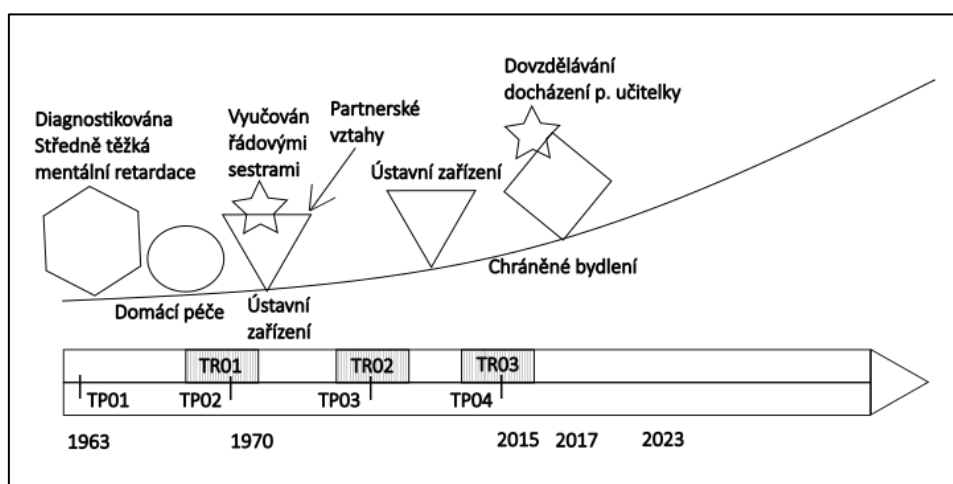 Diagnostikována
Středně těžká
mentální retardace
Domácí péče
Vyučován
řádovými
sestrami
Partnerské
vztahy
Ústavní
zařízení
Ústavní zařízení
Dovzdělávání
docházení p. učitelky
Chráněné bydlení
TR01
TR02
TR03
TP01
TP02
TP03
TP04
1963
1970
2015
2017
2023